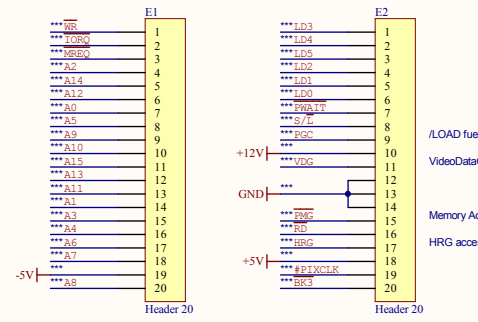 E1
***WR 1
***IORQ 2
***MREQ 3
***A2 4
***A14 5
***A12 6
***A0 7
***A5 8
***A9 9
***A10 10
***A15 11
***A13 12
***A11 13
***A1 14
***A3 15
***A4 16
***A6 17
***A7 18
-5V *** 19
***A8 20
Header 20
E2
***LD3 1
***LD4 2
***LD5 3
***LD2 4
***LD1 5
***LD0 6
***PWAIT 7
***S/L 8
***PGC 9 /LOAD fue
+12V *** 10
***VDG 11 VideoData
12
GND *** 13
14
***PMG 15 Memory Ac
***RD 16
***HRG 17 HRG acce
+5V *** 18
***#PIXCLK 19
***BK3 20
Header 20